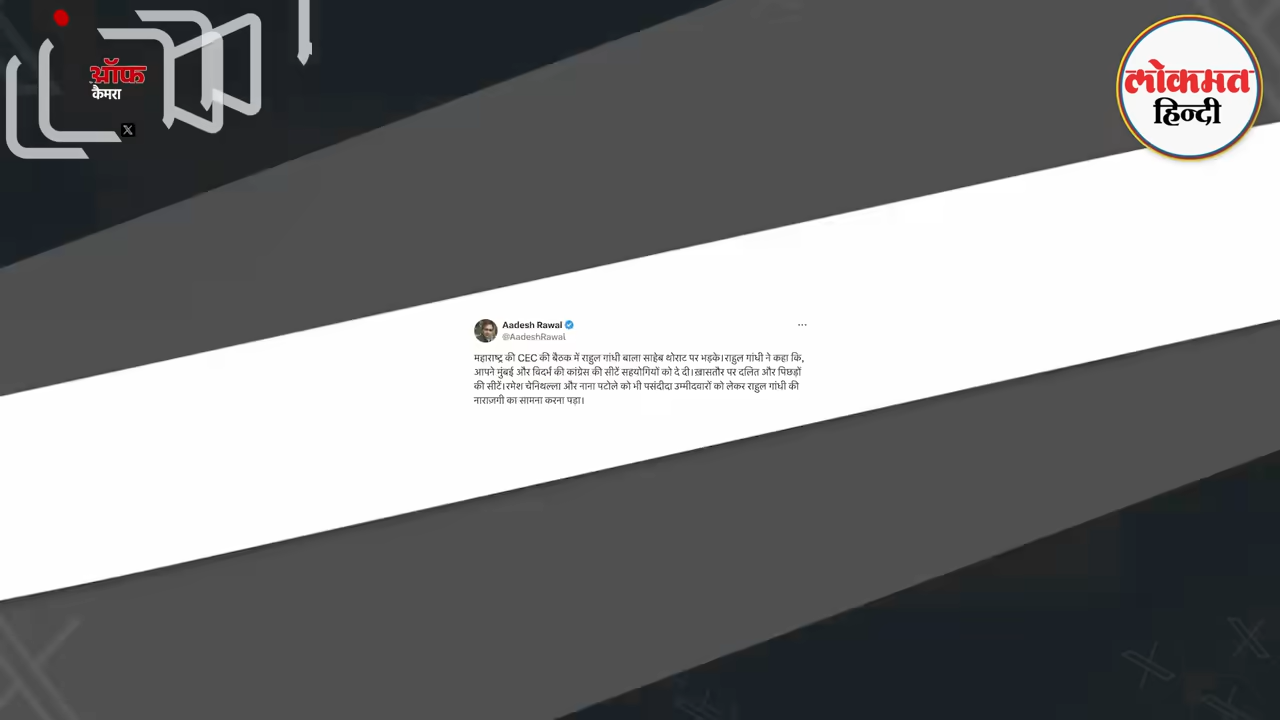 ऑफ
कैमरा
लोकमत
हिन्दी
Aadesh Rawal
@AadeshRawal
महाराष्ट्र की CEC की बैठक में राहुल गांधी बाला साहेब थोराट पर भड़के।राहुल गांधी ने कहा कि,
आपने मुंबई और विदर्भ की कांग्रेस की सीटें सहयोगियों को दे दी।ख़ासतौर पर दलित और पिछड़ों
की सीटें।रमेश चेनिथल्ला और नाना पटोले को भी पसंदीदा उम्मीदवारों को लेकर राहुल गांधी की
नाराज़गी का सामना करना पड़ा।